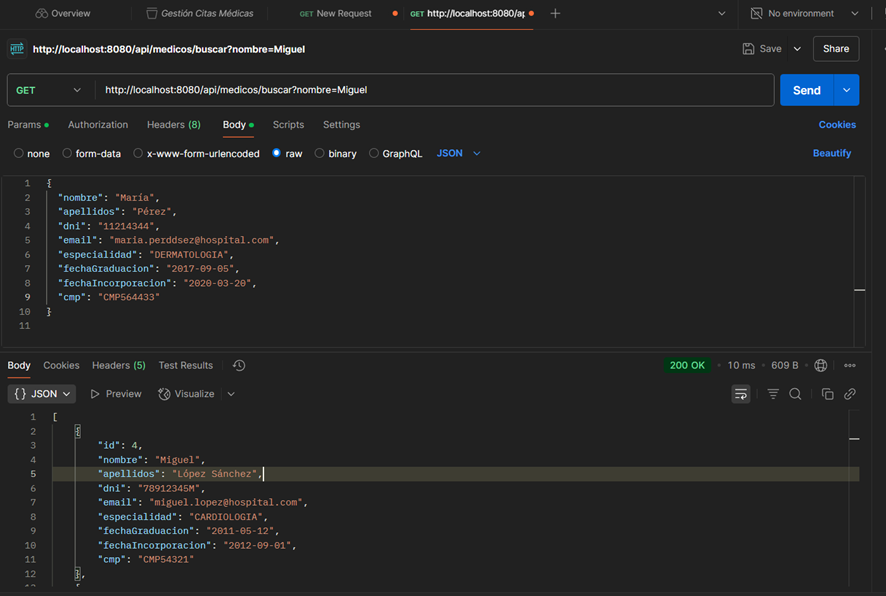 Overview Gestión Citas Médicas GET New Request GET http://localhost:8080/ap No environment
HTTP http://localhost:8080/api/medicos/buscar?nombre=Miguel Save Share
GET http://localhost:8080/api/medicos/buscar?nombre=Miguel Send
Params Authorization Headers (8) Body Scripts Settings Cookies
none form-data x-www-form-urlencoded raw binary GraphQL JSON Beautify
1 {
2 "nombre": "María",
3 "apellidos": "Pérez",
4 "dni": "11214344",
5 "email": "maria.perddsez@hospital.com",
6 "especialidad": "DERMATOLOGIA",
7 "fechaGraduacion": "2017-09-05",
8 "fechaIncorporacion": "2020-03-20",
9 "cmp": "CMP564433"
10 }
11
Body Cookies Headers (5) Test Results 200 OK • 10 ms • 609 B
{} JSON Preview Visualize
1 [
2 {
3 "id": 4,
4 "nombre": "Miguel",
5 "apellidos": "López Sánchez",
6 "dni": "78912345M",
7 "email": "miguel.lopez@hospital.com",
8 "especialidad": "CARDIOLOGIA",
9 "fechaGraduacion": "2011-05-12",
10 "fechaIncorporacion": "2012-09-01",
11 "cmp": "CMP54321"
12 },